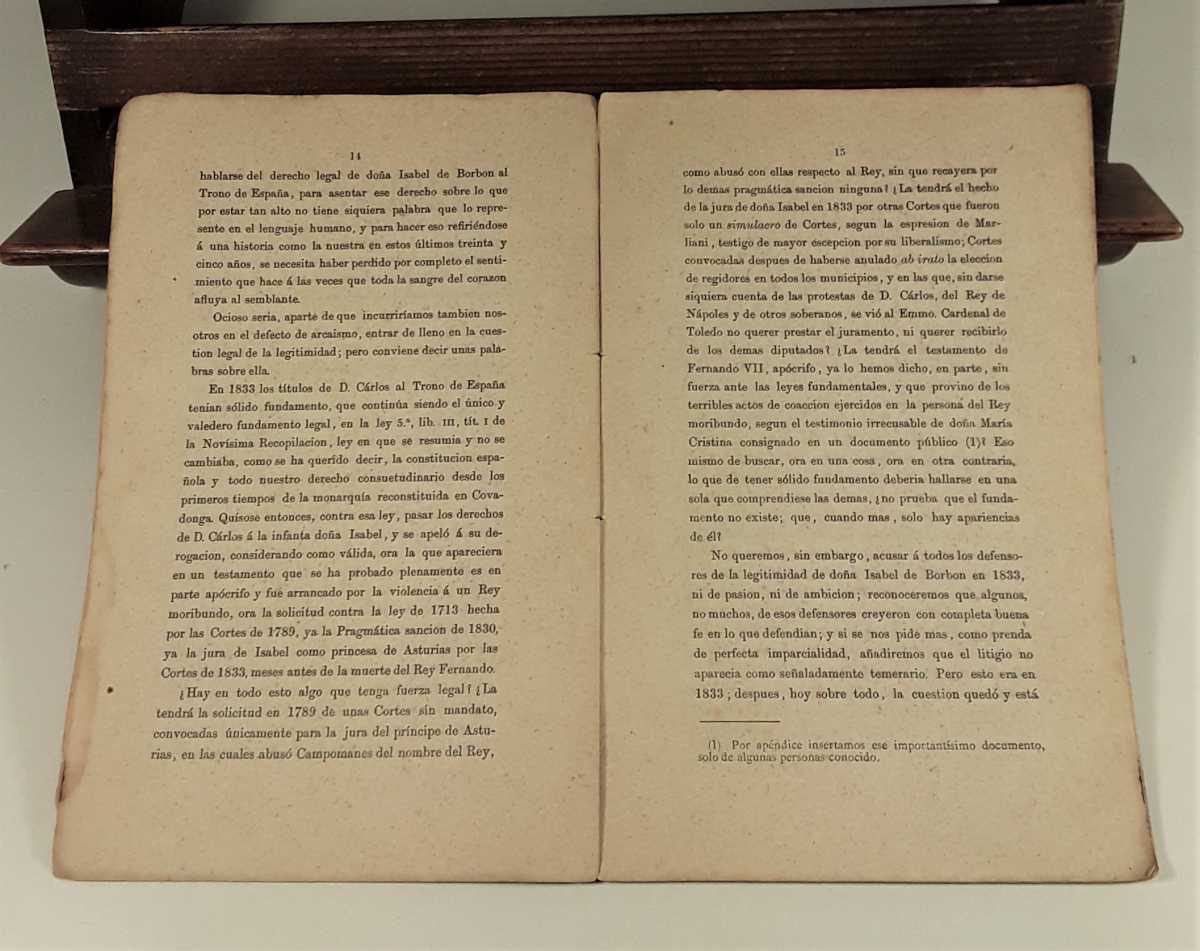 14
hablarse del derecho legal de doña Isabel de Borbon al
Trono de España, para asentar ese derecho sobre lo que
por estar tan alto no tiene siquiera palabra que lo repre-
sente en el lenguaje humano, y para hacer eso refiriéndose
á una historia como la nuestra en estos últimos treinta y
cinco años, se necesita haber perdido por completo el senti-
miento que hace á las veces que toda la sangre del corazon
afluya al semblante.
Ocioso seria, aparte de que incurriríamos tambien nos-
otros en el defecto de arcaismo, entrar de lleno en la cues-
tion legal de la legitimidad; pero conviene decir unas pala-
bras sobre ella.
En 1833 los títulos de D. Cárlos al Trono de España
tenian sólido fundamento, que continúa siendo el único y
valedero fundamento legal, en la ley 5.ª, lib. III, tít. I de
la Novísima Recopilacion, ley en que se resumia y no se
cambiaba, como se ha querido decir, la constitucion espa-
ñola y todo nuestro derecho consuetudinario desde los
primeros tiempos de la monarquía reconstituida en Cova-
donga. Quísose entonces, contra esa ley, pasar los derechos
de D. Cárlos á la infanta doña Isabel, y se apeló á su de-
rogacion, considerando como válida, ora la que apareciera
en un testamento que se ha probado plenamente es en
parte apócrifo y fué arrancado por la violencia á un Rey
moribundo, ora la solicitud contra la ley de 1713 hecha
por las Cortes de 1789, ya la Pragmática sancion de 1830,
ya la jura de Isabel como princesa de Asturias por las
Cortes de 1833, meses antes de la muerte del Rey Fernando.
¿Hay en todo esto algo que tenga fuerza legal? ¿La
tendrá la solicitud en 1789 de unas Cortes sin mandato,
convocadas únicamente para la jura del príncipe de Astu-
rias, en las cuales abusó Campomanes del nombre del Rey,
15
como abusó con ellas respecto al Rey, sin que recayera por
lo demas pragmática sancion ninguna? ¿La tendrá el hecho
de la jura de doña Isabel en 1833 por otras Cortes que fueron
solo un simulacro de Cortes, segun la espresion de Mar-
liani, testigo de mayor escepcion por su liberalismo; Cortes
convocadas despues de haberse anulado ab irato la eleccion
de regidores en todos los municipios, y en las que, sin darse
siquiera cuenta de las protestas de D. Cárlos, del Rey de
Nápoles y de otros soberanos, se vió al Emmo. Cardenal de
Toledo no querer prestar el juramento, ni querer recibirlo
de los demas diputados? ¿La tendrá el testamento de
Fernando VII, apócrifo, ya lo hemos dicho, en parte, sin
fuerza ante las leyes fundamentales, y que provino de los
terribles actos de coaccion ejercidos en la persona del Rey
moribundo, segun el testimonio irrecusable de doña María
Cristina consignado en un documento público (1)? Eso
mismo de buscar, ora en una cosa, ora en otra contraria,
lo que de tener sólido fundamento deberia hallarse en una
sola que comprendiese las demas, ¿no prueba que el funda-
mento no existe; que, cuando mas, solo hay apariencias
de él?
No queremos, sin embargo, acusar á todos los defenso-
res de la legitimidad de doña Isabel de Borbon en 1833,
ni de pasion, ni de ambicion; reconoceremos que algunos,
no muchos, de esos defensores creyeron con completa buena
fe en lo que defendian; y si se nos pide mas, como prenda
de perfecta imparcialidad, añadiremos que el litigio no
aparecia como señaladamente temerario. Pero esto era en
1833; despues, hoy sobre todo, la cuestion quedó y está
(1) Por apéndice insertamos ese importantísimo documento,
solo de algunas personas conocido.